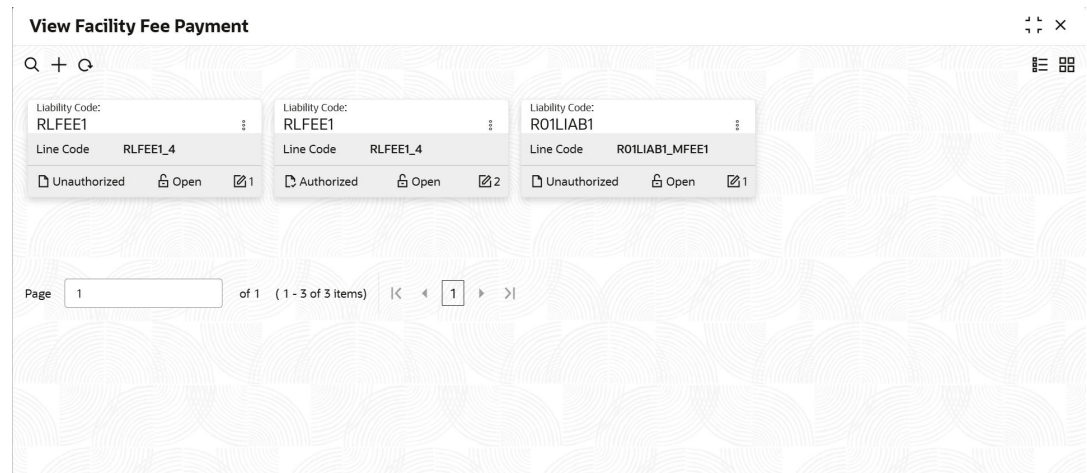 View Facility Fee Payment
Liability Code: Liability Code: Liability Code:
RLFEE1 RLFEE1 R01LIAB1
Line Code RLFEE1_4 Line Code RLFEE1_4 Line Code R01LIAB1_MFEE1
Unauthorized Open 1 Authorized Open 2 Unauthorized Open 1
Page 1 of 1 ( 1 - 3 of 3 items) 1